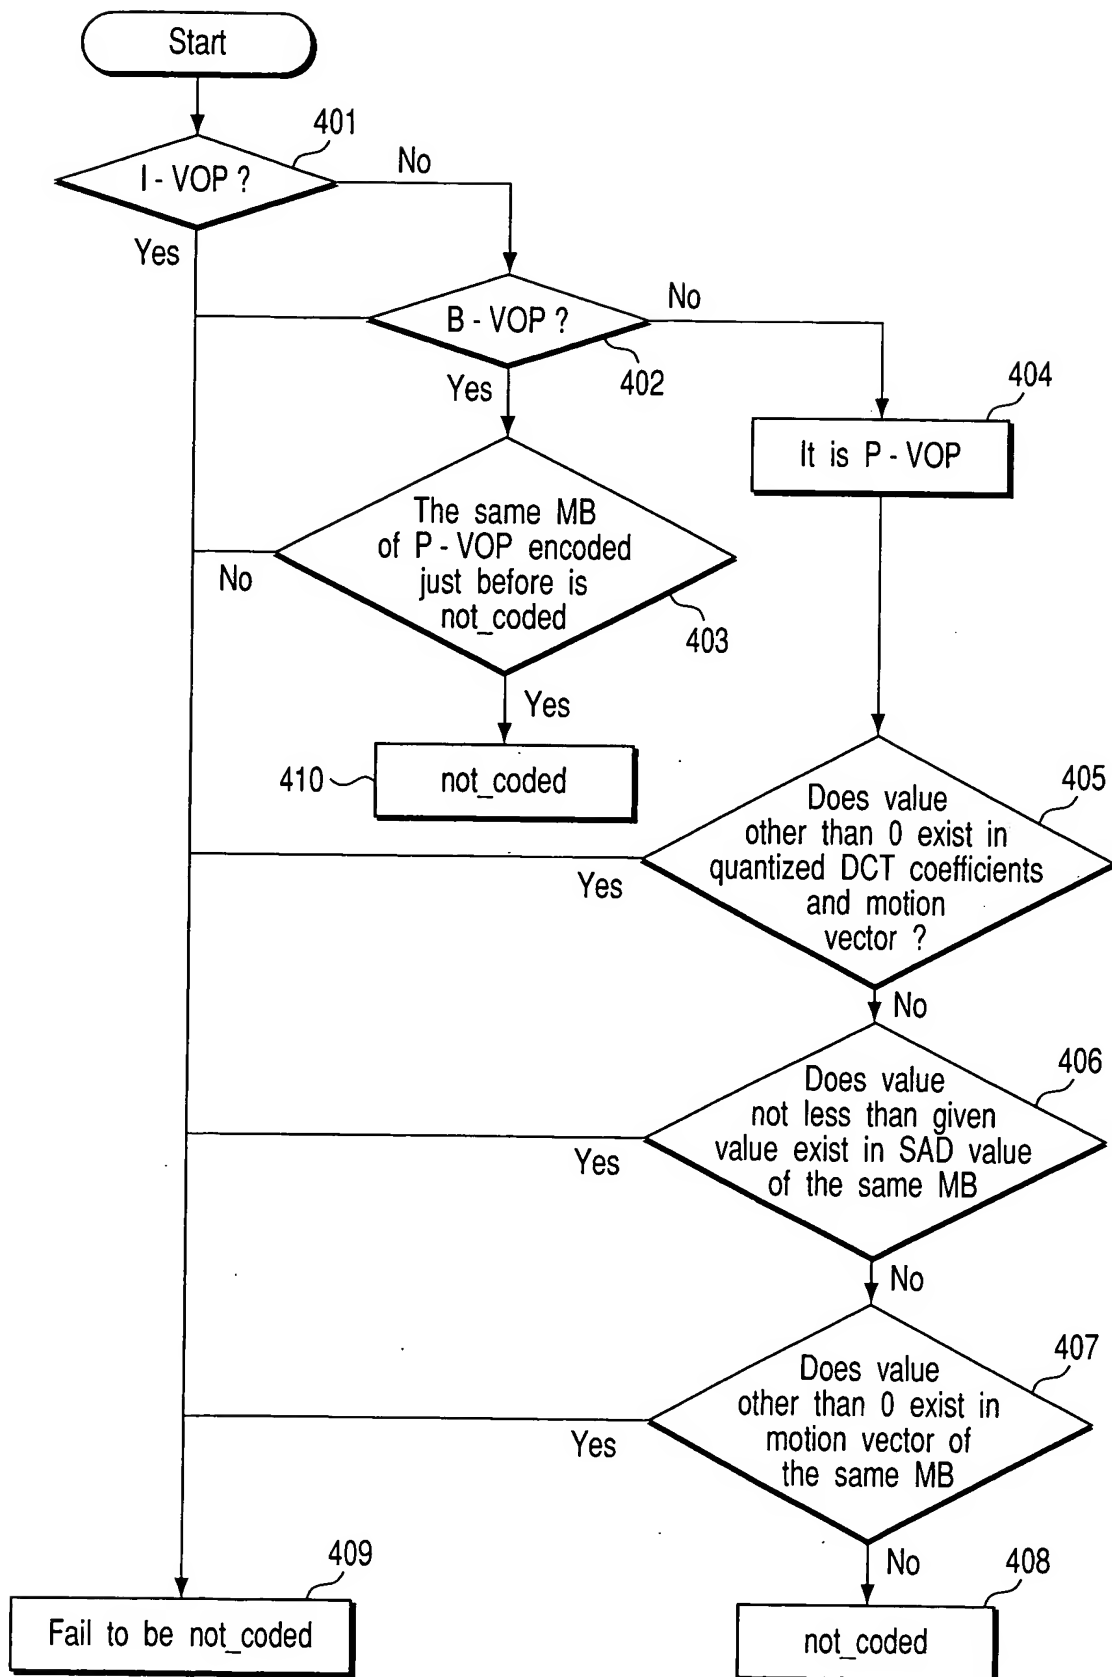 Start
401
I - VOP ?
No
Yes
B - VOP ?
No
402
Yes
404
It is P - VOP
The same MB
of P - VOP encoded
just before is
not_coded
No
403
Yes
410
not_coded
405
Does value
other than 0 exist in
quantized DCT coefficients
and motion
vector ?
Yes
No
406
Does value
not less than given
value exist in SAD value
of the same MB
Yes
No
407
Does value
other than 0 exist in
motion vector of
the same MB
Yes
No
409
Fail to be not_coded
408
not_coded